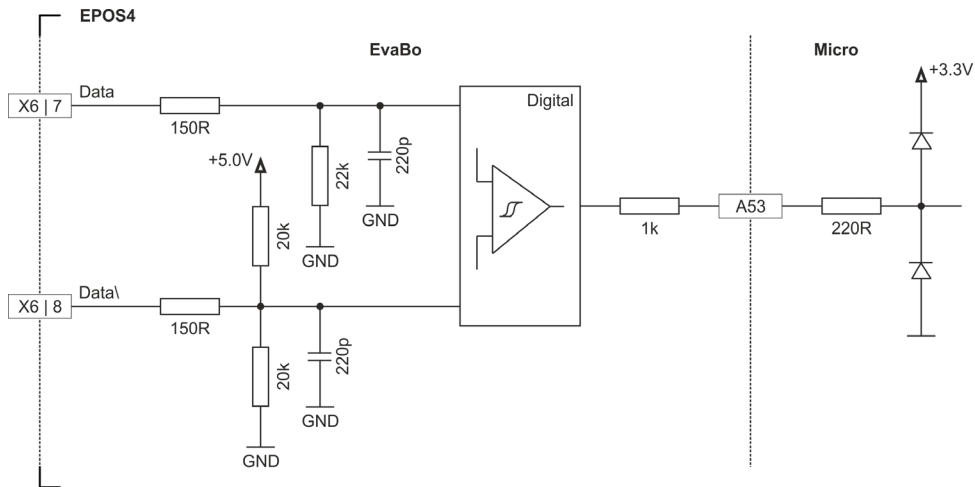 EPOS4
EvaBo
Micro
Data
Digital
+3.3V
X6 | 7
150R
22k
220p
+5.0V
GND
20k
GND
A53
1k
220R
Data\
X6 | 8
150R
20k
220p
GND
GND